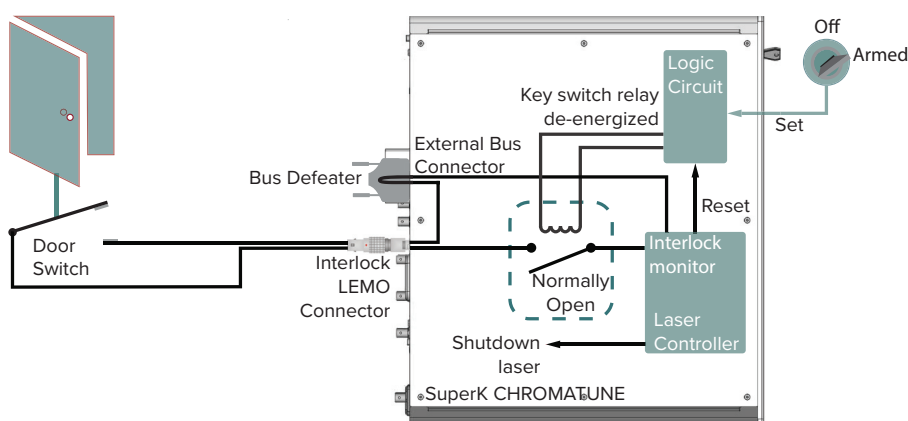 Off
Armed
Logic
Circuit
Key switch relay
de-energized
Set
External Bus
Connector
Bus Defeater
Reset
Door
Switch
Interlock
LEMO
Connector
Interlock
monitor
Normally
Open
Laser
Controller
Shutdown
laser
SuperK CHROMATUNE